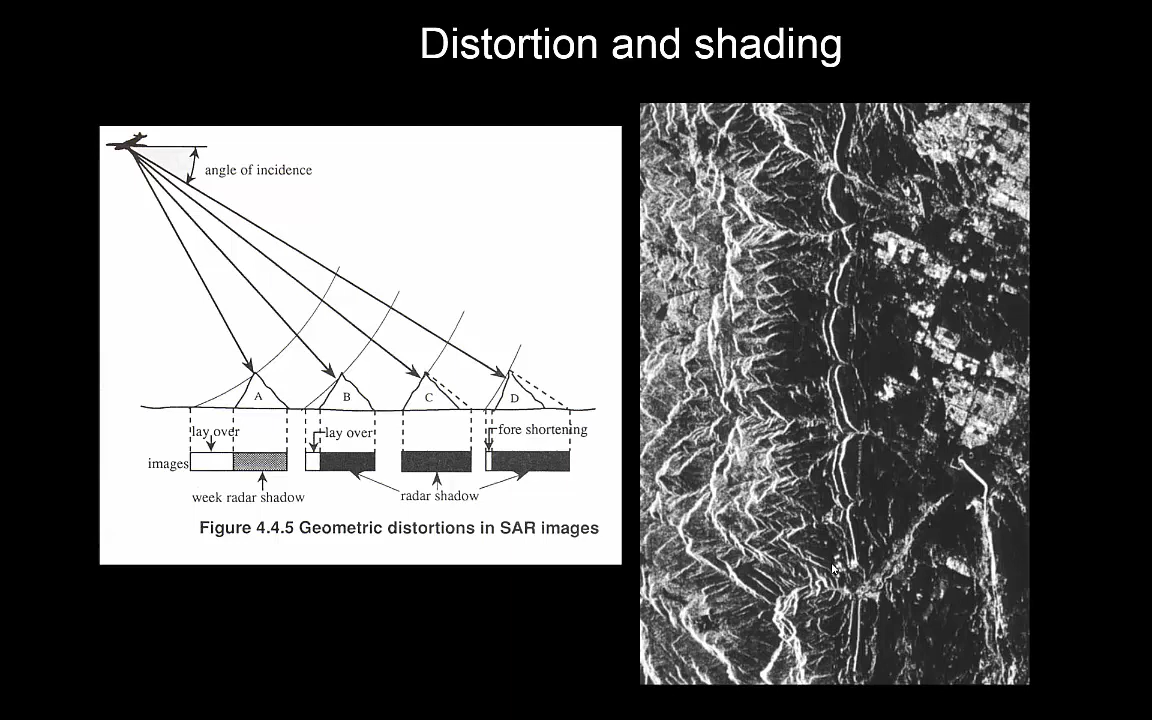 Distortion and shading
angle of incidence
A
B
C
D
lay over
lay over
fore shortening
images
week radar shadow
radar shadow
Figure 4.4.5 Geometric distortions in SAR images